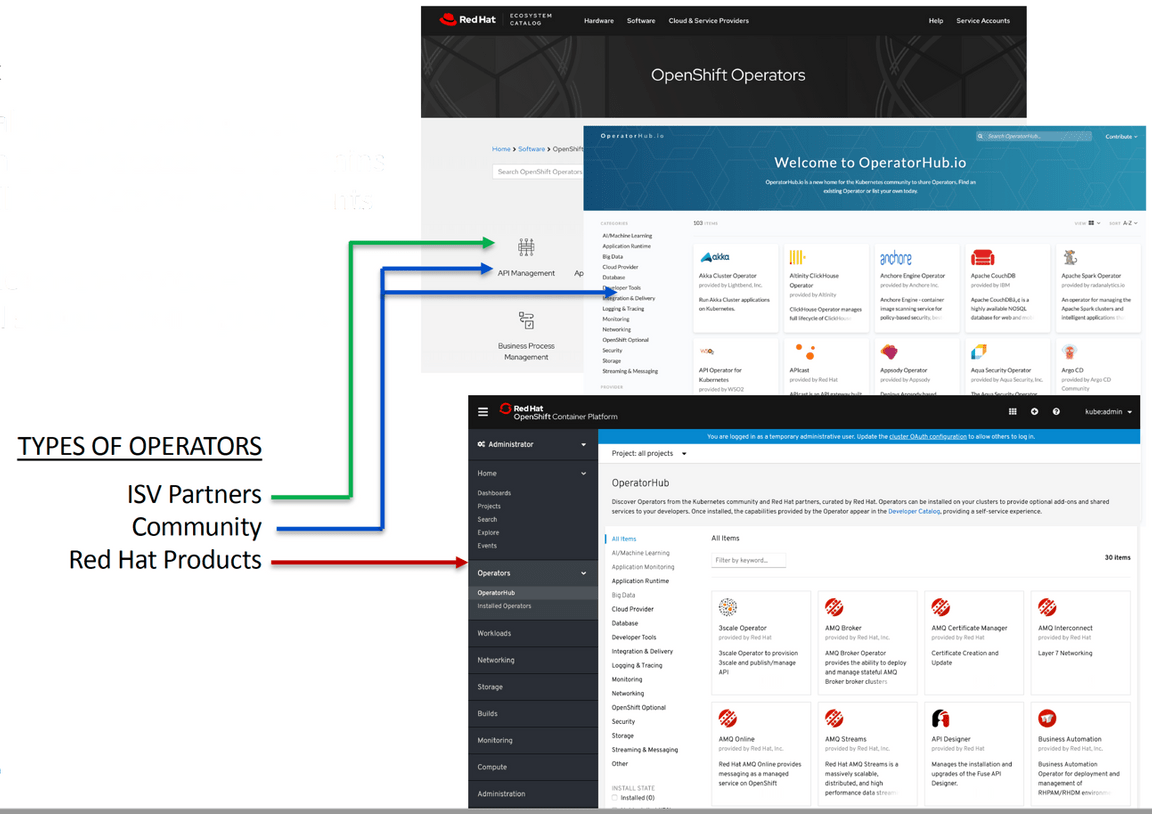 Red Hat
ECOSYSTEM
CATALOG
Hardware
Software
Cloud & Service Providers
Help
Service Accounts
OpenShift Operators
Home > Software > OpenShift
Search OpenShift Operators
API Management
Ap
Business Process
Management
OperatorHub.io
Search OperatorHub...
Contribute
Welcome to OperatorHub.io
OperatorHub.io is a new home for the Kubernetes community to share Operators. Find an
existing Operator or list your own today.
CATEGORIES
AI/Machine Learning
Application Runtime
Big Data
Cloud Provider
Database
Developer Tools
Integration & Delivery
Logging & Tracing
Monitoring
Networking
OpenShift Optional
Security
Storage
Streaming & Messaging
PROVIDER
103 ITEMS
VIEW
SORT A-Z
akka
Akka Cluster Operator
provided by Lightbend, Inc.
Run Akka Cluster applications
on Kubernetes.
Altinity ClickHouse
Operator
provided by Altinity
ClickHouse Operator manages
full lifecycle of ClickHouse
anchore
Anchore Engine Operator
provided by Anchore Inc.
Anchore Engine - container
image scanning service for
policy-based security, best
Apache CouchDB
provided by IBM
Apache CouchDBâ„¢ is a
highly available NOSQL
database for web and
Apache Spark Operator
provided by radanalytics.io
An operator for managing the
Apache Spark clusters and
intelligent applications
WSO2
API Operator for
Kubernetes
provided by WSO2
APIcast
provided by Red Hat
APIcast is an API gateway built
Appsody Operator
provided by Appsody
Deploys Appsody based
Aqua Security Operator
provided by Aqua Security, Inc.
The Aqua Security Operator
Argo CD
provided by Argo CD
Community
TYPES OF OPERATORS
ISV Partners
Community
Red Hat Products
Red Hat
OpenShift Container Platform
kube:admin
You are logged in as a temporary administrative user. Update the cluster OAuth configuration to allow others to log in.
Administrator
Home
Dashboards
Projects
Search
Explore
Events
Operators
OperatorHub
Installed Operators
Workloads
Networking
Storage
Builds
Monitoring
Compute
Administration
Project: all projects
OperatorHub
Discover Operators from the Kubernetes community and Red Hat partners, curated by Red Hat. Operators can be installed on your clusters to provide optional add-ons and shared
services to your developers. Once installed, the capabilities provided by the Operator appear in the Developer Catalog, providing a self-service experience.
All Items
AI/Machine Learning
Application Monitoring
Application Runtime
Big Data
Cloud Provider
Database
Developer Tools
Integration & Delivery
Logging & Tracing
Monitoring
Networking
OpenShift Optional
Security
Storage
Streaming & Messaging
Other
INSTALL STATE
Installed (0)
All Items
Filter by keyword...
30 items
3scale Operator
provided by Red Hat
3scale Operator to provision
3scale and publish/manage
API
AMQ Broker
provided by Red Hat, Inc.
AMQ Broker Operator
provides the ability to deploy
and manage stateful AMQ
Broker broker clusters
AMQ Certificate Manager
provided by Red Hat
Certificate Creation and
Update
AMQ Interconnect
provided by Red Hat
Layer 7 Networking
AMQ Online
provided by Red Hat, Inc.
Red Hat AMQ Online provides
messaging as a managed
service on OpenShift
AMQ Streams
provided by Red Hat, Inc.
Red Hat AMQ Streams is a
massively scalable,
distributed, and high
performance data
API Designer
provided by Red Hat
Manages the installation and
upgrades of the Fuse API
Designer.
Business Automation
provided by Red Hat, Inc.
Business Automation
Operator for deployment and
management of
RHPAM/RHDM